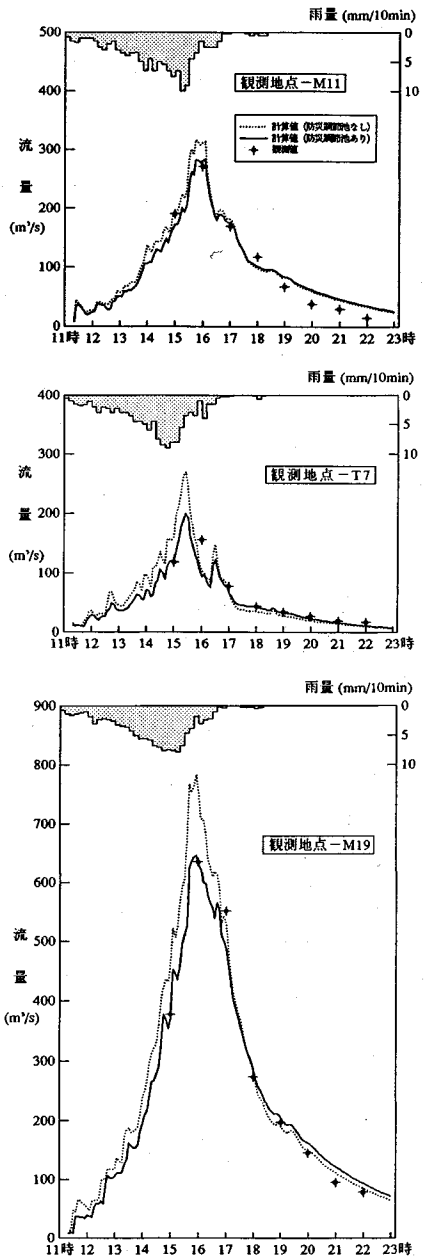 雨量 (mm/10min)
500
400
300
200
100
0
流
量
(m³/s)
0
5
10
観測地点-M11
計算値 (防災調節池なし)
計算値 (防災調節池あり)
観測値
11時 12 13 14 15 16 17 18 19 20 21 22 23時
雨量 (mm/10min)
400
300
200
100
0
流
量
(m³/s)
0
5
10
観測地点-T7
11時 12 13 14 15 16 17 18 19 20 21 22 23時
雨量 (mm/10min)
900
800
700
600
500
400
300
200
100
0
流
量
(m³/s)
0
5
10
観測地点-M19
11時 12 13 14 15 16 17 18 19 20 21 22 23時